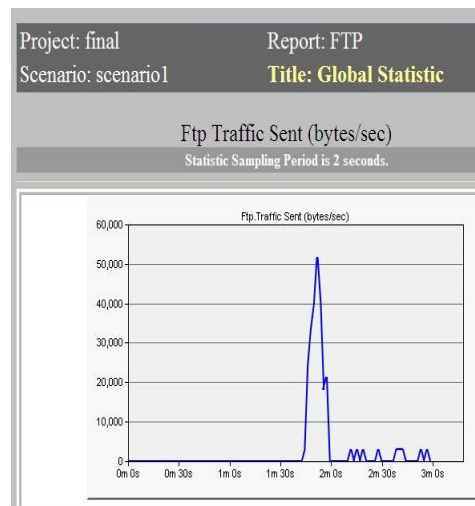 Project: final Report: FTP
Scenario: scenario1 Title: Global Statistic
Ftp Traffic Sent (bytes/sec)
Statistic Sampling Period is 2 seconds.
Ftp.Traffic Sent (bytes/sec)
60,000
50,000
40,000
30,000
20,000
10,000
0
0m 0s 0m 30s 1m 0s 1m 30s 2m 0s 2m 30s 3m 0s